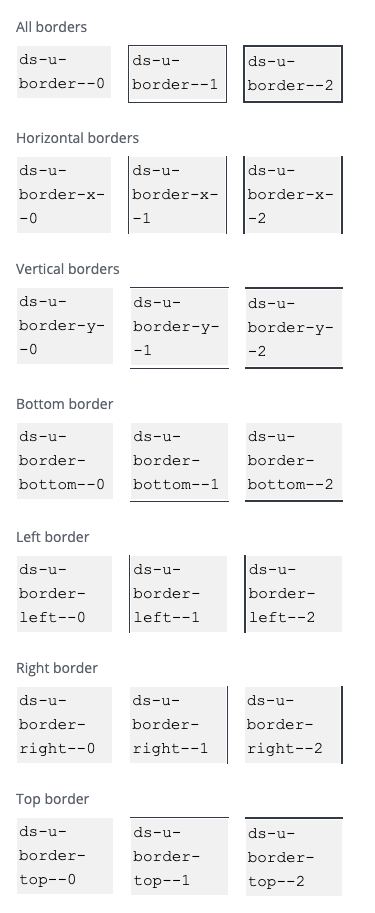 All borders
ds-u- ds-u- ds-u-
border--0 border--1 border--2
Horizontal borders
ds-u- ds-u- ds-u-
border-x- border-x- border-x-
-0 -1 -2
Vertical borders
ds-u- ds-u- ds-u-
border-y- border-y- border-y-
-0 -1 -2
Bottom border
ds-u- ds-u- ds-u-
border- border- border-
bottom--0 bottom--1 bottom--2
Left border
ds-u- ds-u- ds-u-
border- border- border-
left--0 left--1 left--2
Right border
ds-u- ds-u- ds-u-
border- border- border-
right--0 right--1 right--2
Top border
ds-u- ds-u- ds-u-
border- border- border-
top--0 top--1 top--2